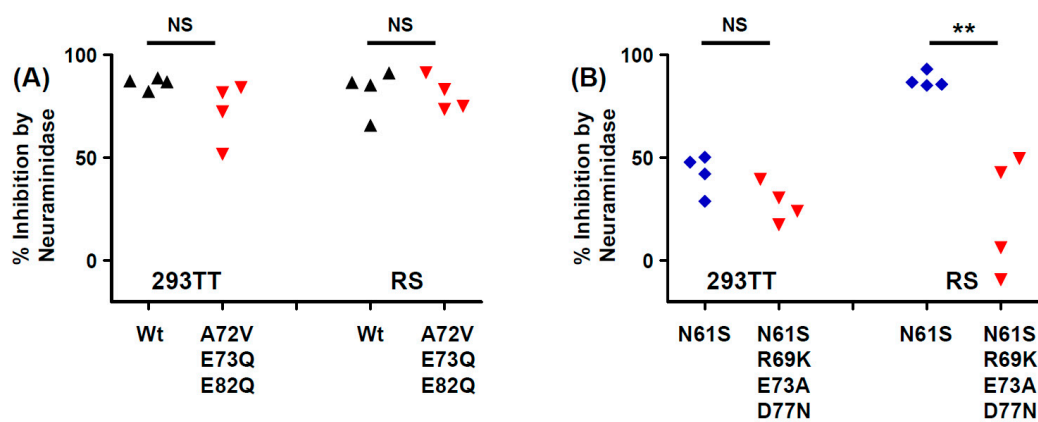 NS
NS
(A)
100
50
0
% Inhibition by
Neuraminidase
293TT
RS
Wt
A72V
E73Q
E82Q
Wt
A72V
E73Q
E82Q
NS
**
(B)
100
50
0
% Inhibition by
Neuraminidase
293TT
RS
N61S
N61S
R69K
E73A
D77N
N61S
N61S
R69K
E73A
D77N